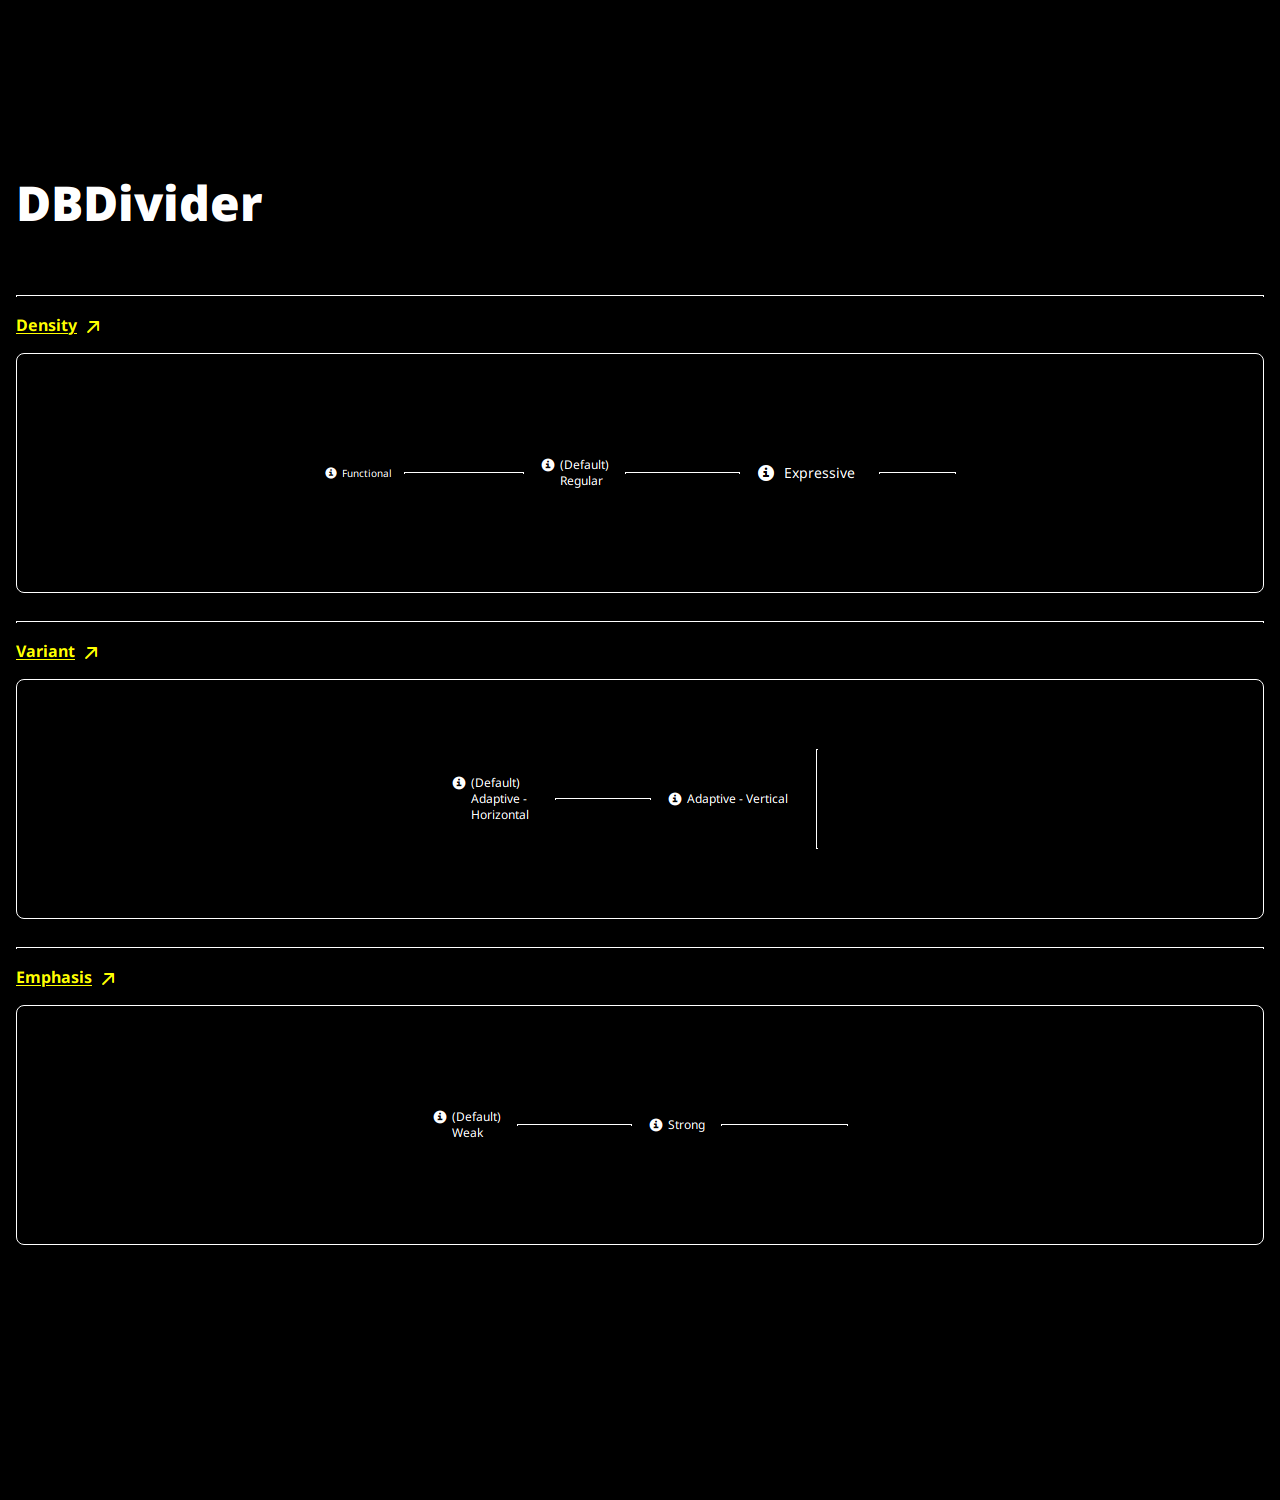 DBDivider
Density
Functional
(Default)
Regular
Expressive
Variant
(Default)
Adaptive -
Horizontal
Adaptive - Vertical
Emphasis
(Default)
Weak
Strong